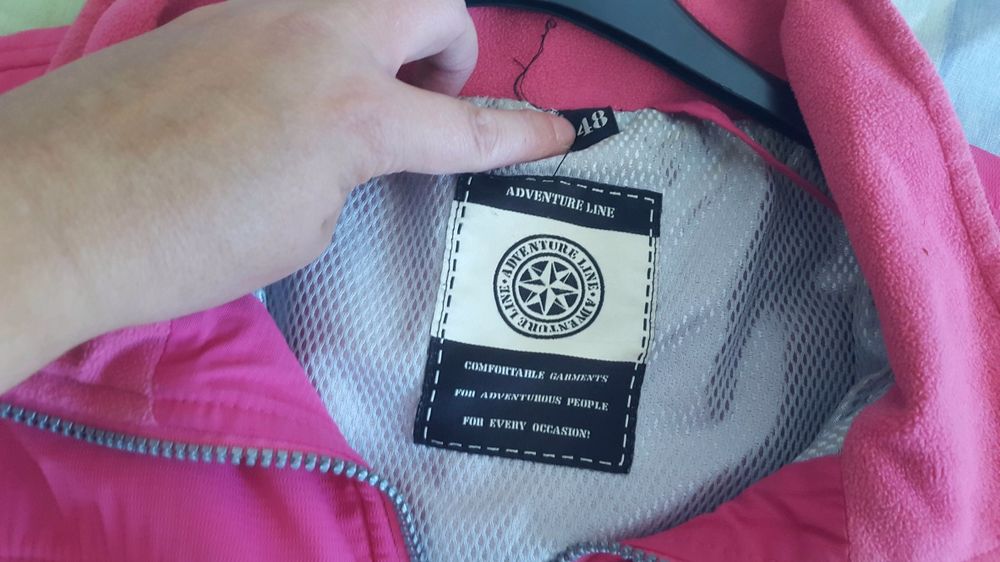 48
ADVENTURE LINE
ADVENTURE LINE · ADVENTURE LINE ·
COMFORTABLE GARMENTS
FOR ADVENTUROUS PEOPLE
FOR EVERY OCCASION!